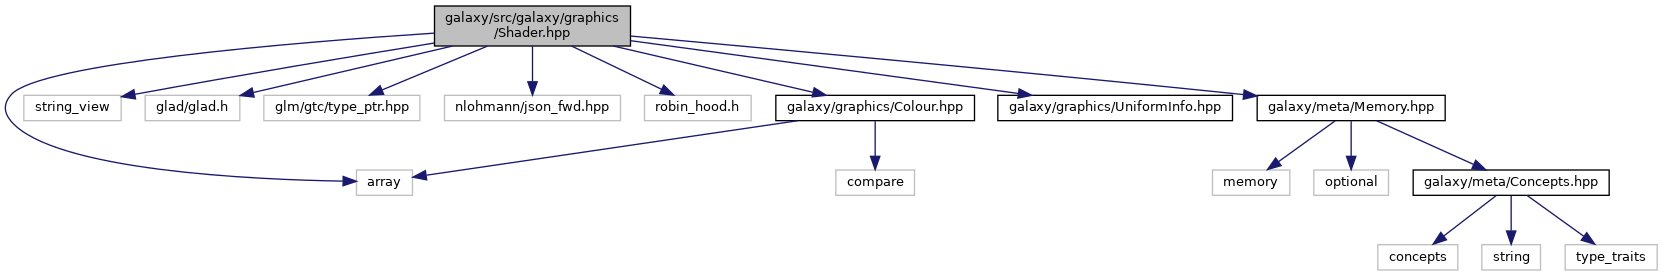 galaxy/src/galaxy/graphics
/Shader.hpp
string_view
glad/glad.h
glm/gtc/type_ptr.hpp
nlohmann/json_fwd.hpp
robin_hood.h
galaxy/graphics/Colour.hpp
galaxy/graphics/UniformInfo.hpp
galaxy/meta/Memory.hpp
array
compare
memory
optional
galaxy/meta/Concepts.hpp
concepts
string
type_traits